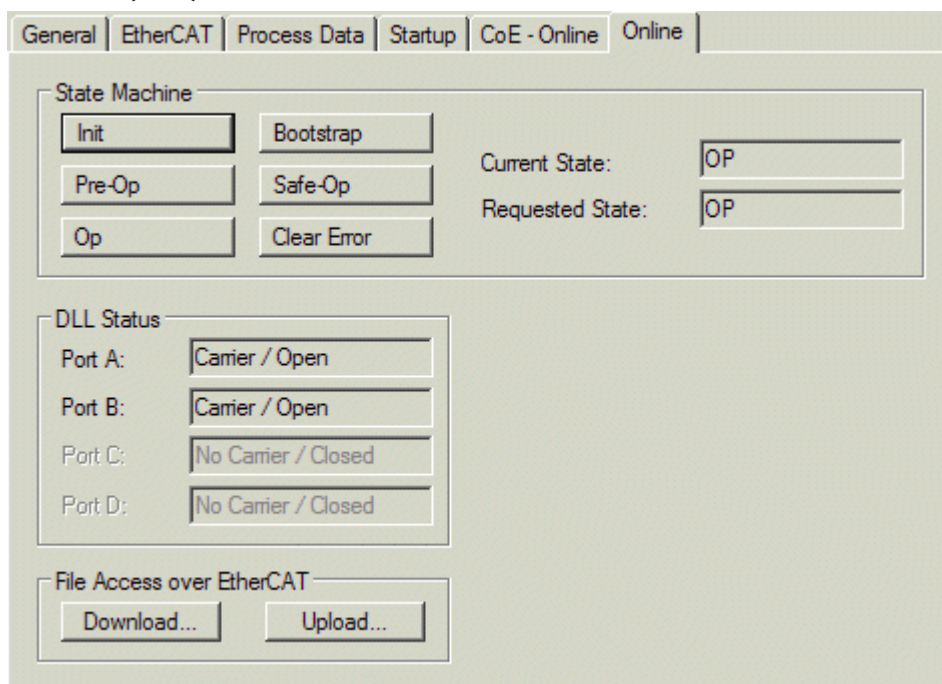 General EtherCAT Process Data Startup CoE - Online Online
State Machine
Init Bootstrap
Pre-Op Safe-Op
Op Clear Error
Current State: OP
Requested State: OP
DLL Status
Port A: Carrier / Open
Port B: Carrier / Open
Port C: No Carrier / Closed
Port D: No Carrier / Closed
File Access over EtherCAT
Download... Upload...